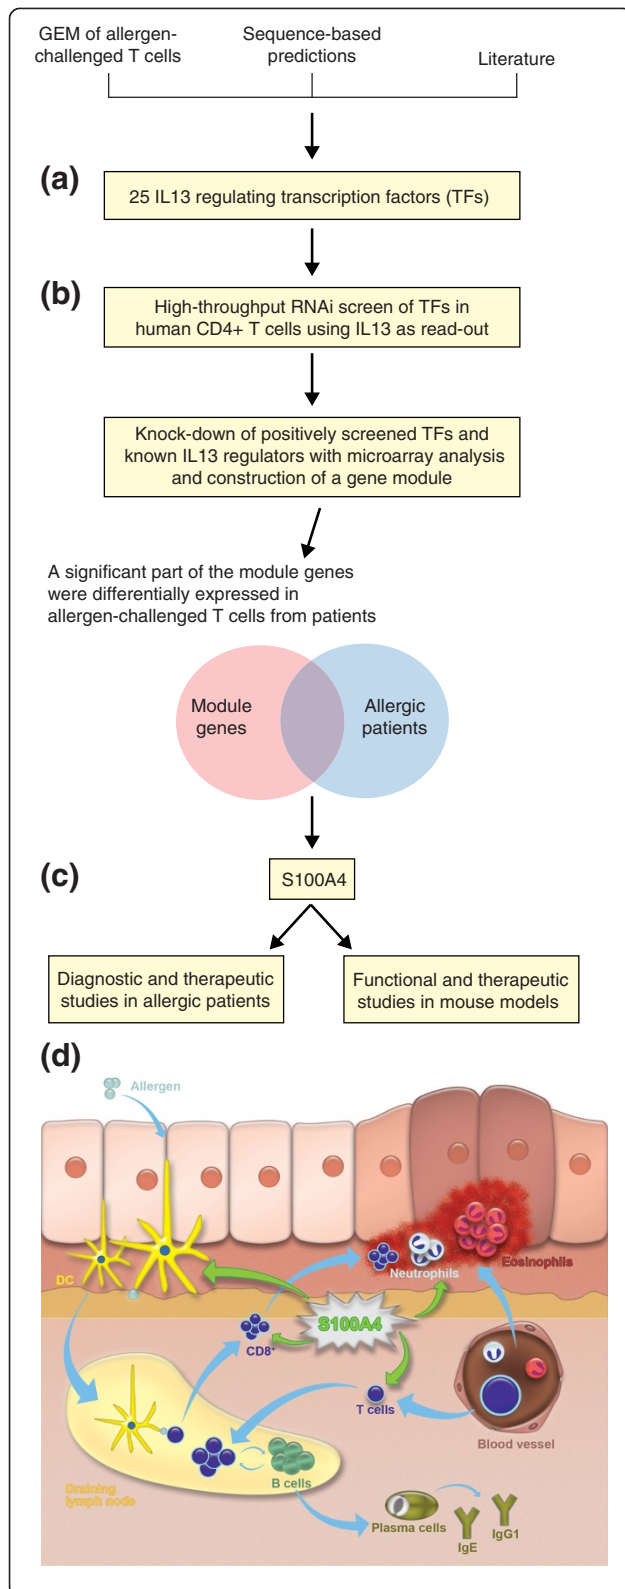 GEM of allergen-
challenged T cells
Sequence-based
predictions
Literature
(a)
25 IL13 regulating transcription factors (TFs)
(b)
High-throughput RNAi screen of TFs in
human CD4+ T cells using IL13 as read-out
Knock-down of positively screened TFs and
known IL13 regulators with microarray analysis
and construction of a gene module
A significant part of the module genes
were differentially expressed in
allergen-challenged T cells from patients
Module
genes
Allergic
patients
(c)
S100A4
Diagnostic and therapeutic
studies in allergic patients
Functional and therapeutic
studies in mouse models
(d)
Allergen
DC
Neutrophils
Eosinophils
S100A4
CD8⁺
T cells
Blood vessel
B cells
Draining
lymph node
Plasma cells
IgE
IgG1